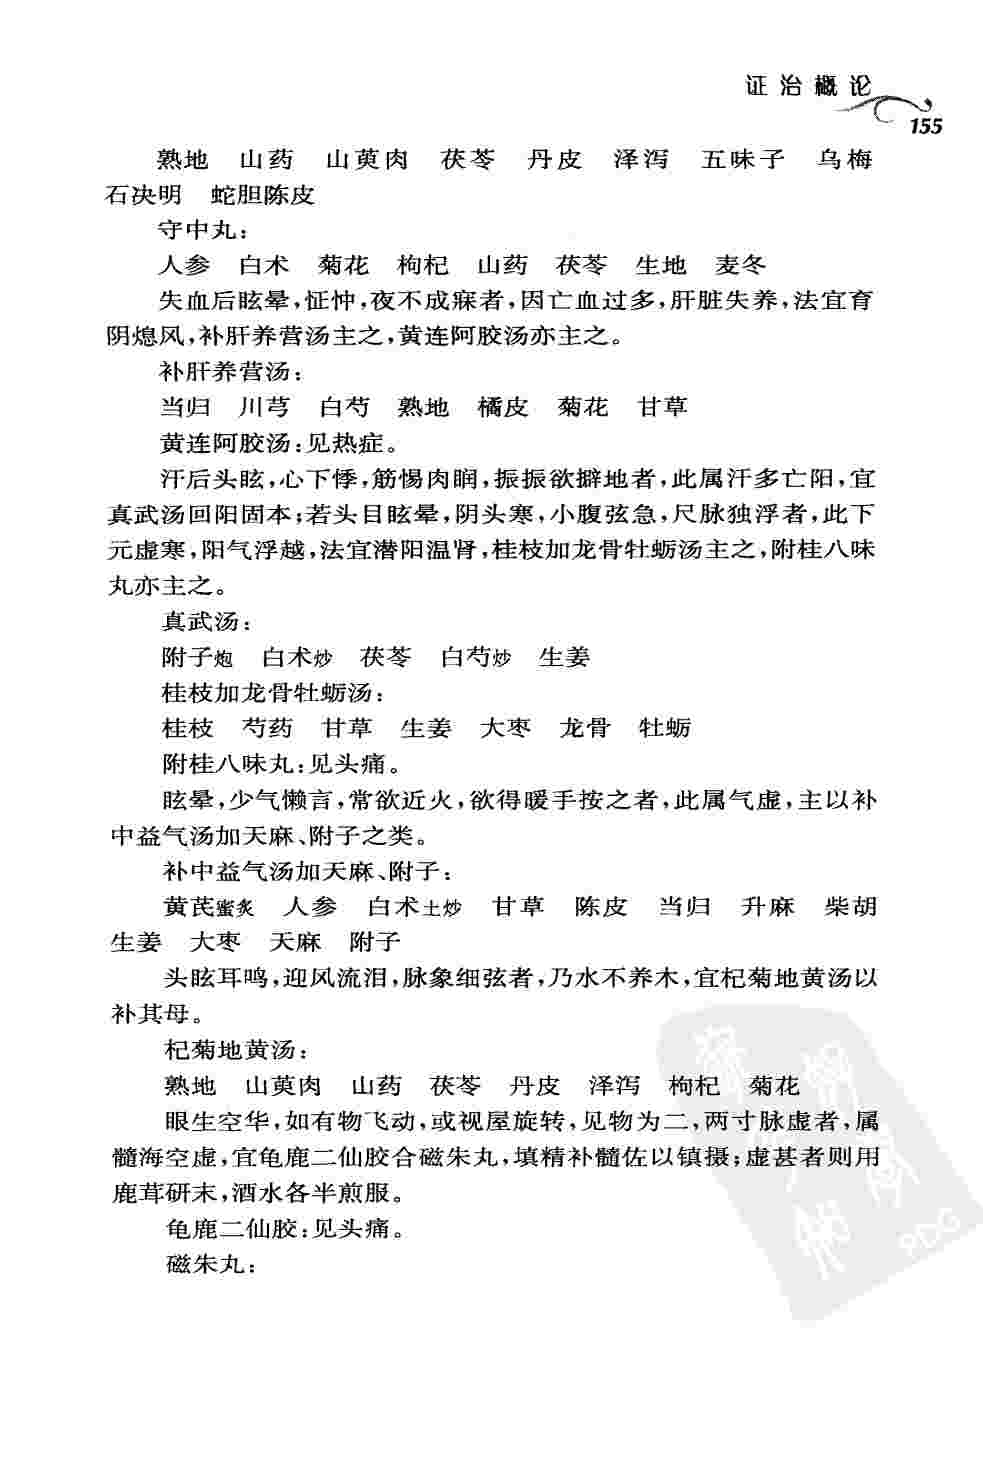 证治概论
155
熟地 山药 山萸肉 茯苓 丹皮 泽泻 五味子 乌梅
石决明 蛇胆陈皮
守中丸：
人参 白术 菊花 枸杞 山药 茯苓 生地 麦冬
失血后眩晕，怔忡，夜不成寐者，因亡血过多，肝脏失养，法宜育
阴熄风，补肝养营汤主之，黄连阿胶汤亦主之。
补肝养营汤：
当归 川芎 白芍 熟地 橘皮 菊花 甘草
黄连阿胶汤：见热症。
汗后头眩，心下悸，筋惕肉瞤，振振欲擗地者，此属汗多亡阳，宜
真武汤回阳固本；若头目眩晕，阴头寒，小腹弦急，尺脉独浮者，此下
元虚寒，阳气浮越，法宜潜阳温肾，桂枝加龙骨牡蛎汤主之，附桂八味
丸亦主之。
真武汤：
附子炮 白术炒 茯苓 白芍炒 生姜
桂枝加龙骨牡蛎汤：
桂枝 芍药 甘草 生姜 大枣 龙骨 牡蛎
附桂八味丸：见头痛。
眩晕，少气懒言，常欲近火，欲得暖手按之者，此属气虚，主以补
中益气汤加天麻、附子之类。
补中益气汤加天麻、附子：
黄芪蜜炙 人参 白术土炒 甘草 陈皮 当归 升麻 柴胡
生姜 大枣 天麻 附子
头眩耳鸣，迎风流泪，脉象细弦者，乃水不养木，宜杞菊地黄汤以
补其母。
杞菊地黄汤：
熟地 山萸肉 山药 茯苓 丹皮 泽泻 枸杞 菊花
眼生空华，如有物飞动，或视屋旋转，见物为二，两寸脉虚者，属
髓海空虚，宜龟鹿二仙胶合磁朱丸，填精补髓佐以镇摄；虚甚者则用
鹿茸研末，酒水各半煎服。
龟鹿二仙胶：见头痛。
磁朱丸：
PDG